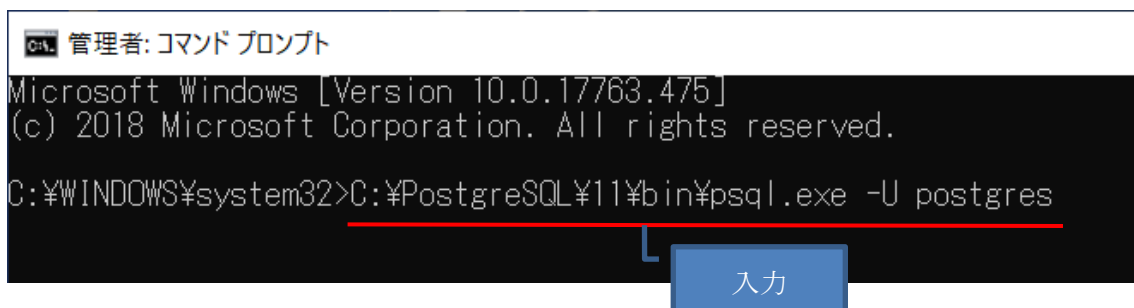 管理者: コマンド プロンプト
Microsoft Windows [Version 10.0.17763.475]
(c) 2018 Microsoft Corporation. All rights reserved.
C:¥WINDOWS¥system32>C:¥PostgreSQL¥11¥bin¥psql.exe -U postgres
入力